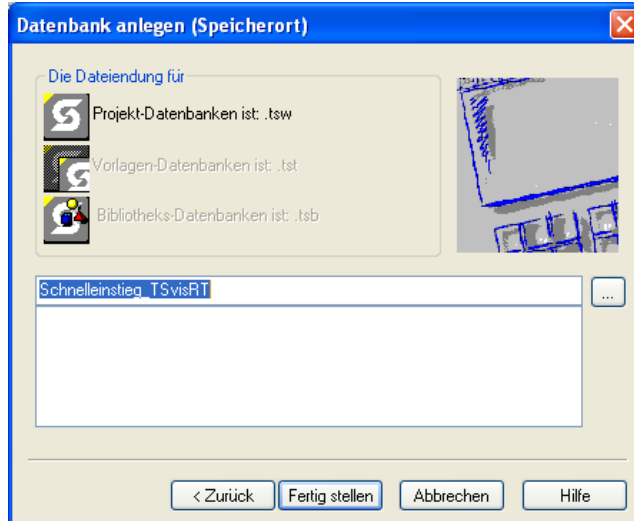 Datenbank anlegen (Speicherort)
Die Dateiendung für
Projekt-Datenbanken ist: .tsw
Vorlagen-Datenbanken ist: .tst
Bibliotheks-Datenbanken ist: .tsb
Schnelleinstieg_TSvisRT
...
< Zurück
Fertig stellen
Abbrechen
Hilfe